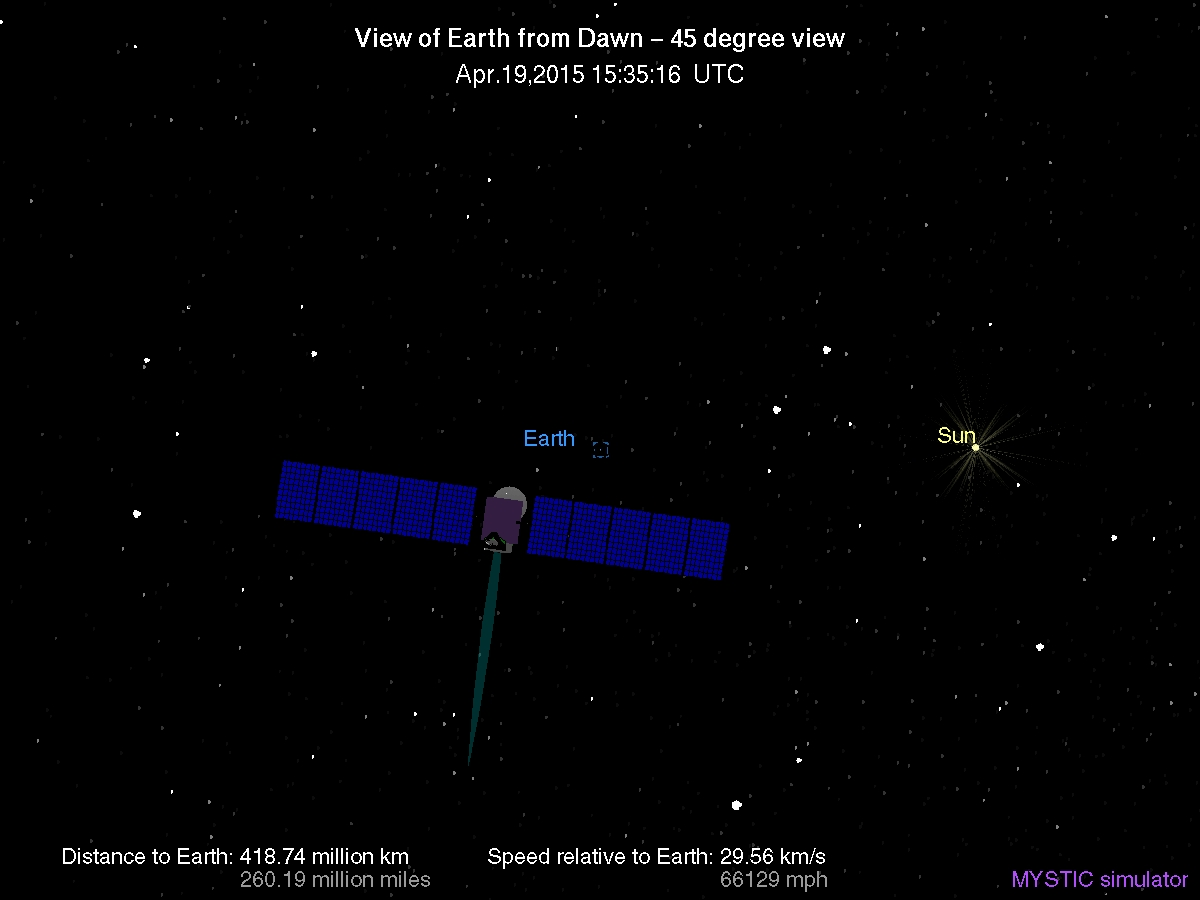 View of Earth from Dawn – 45 degree view
Apr.19,2015 15:35:16 UTC
Earth
Sun
Distance to Earth: 418.74 million km
260.19 million miles
Speed relative to Earth: 29.56 km/s
66129 mph
MYSTIC simulator